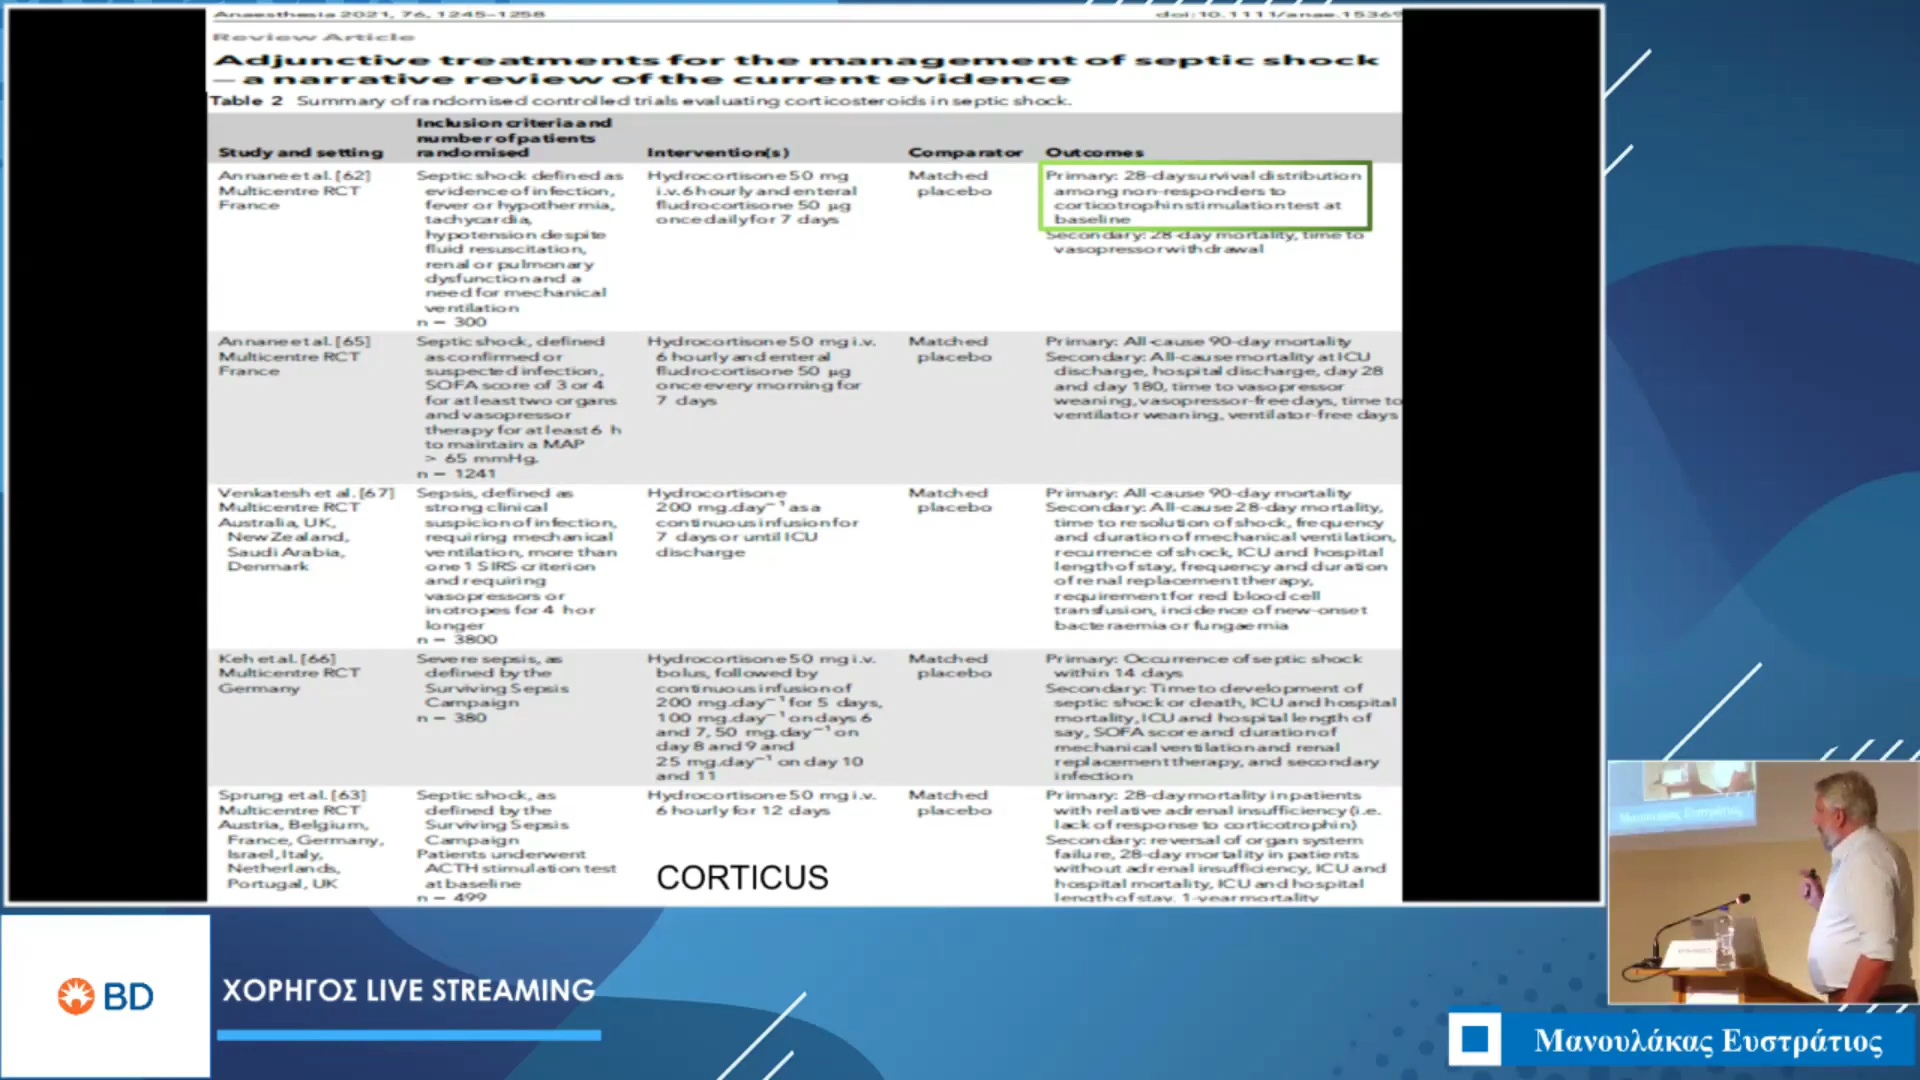 Anaesthesia 2021, 76, 1245–1258
doi:10.1111/anae.15369
Review Article
Adjunctive treatments for the management of septic shock
– a narrative review of the current evidence
Table 2 Summary of randomised controlled trials evaluating corticosteroids in septic shock.
Study and setting
Inclusion criteria and
number of patients
randomised
Intervention(s)
Comparator
Outcomes
Annane et al. [62]
Multicentre RCT
France
Septic shock defined as
evidence of infection,
fever or hypothermia,
tachycardia,
hypotension despite
fluid resuscitation,
renal or pulmonary
dysfunction and a
need for mechanical
ventilation
n = 300
Hydrocortisone 50 mg
i.v. 6 hourly and enteral
fludrocortisone 50 μg
once daily for 7 days
Matched
placebo
Primary: 28-day survival distribution
among non-responders to
corticotrophin stimulation test at
baseline
Secondary: 28-day mortality, time to
vasopressor withdrawal
Annane et al. [65]
Multicentre RCT
France
Septic shock, defined
as confirmed or
suspected infection,
SOFA score of 3 or 4
for at least two organs
and vasopressor
therapy for at least 6 h
to maintain a MAP
> 65 mmHg.
n = 1241
Hydrocortisone 50 mg i.v.
6 hourly and enteral
fludrocortisone 50 μg
once every morning for
7 days
Matched
placebo
Primary: All-cause 90-day mortality
Secondary: All-cause mortality at ICU
discharge, hospital discharge, day 28
and day 180, time to vasopressor
weaning, vasopressor-free days, time to
ventilator weaning, ventilator-free days
Venkatesh et al. [67]
Multicentre RCT
Australia, UK,
New Zealand,
Saudi Arabia,
Denmark
Sepsis, defined as
strong clinical
suspicion of infection,
requiring mechanical
ventilation, more than
one 1 SIRS criterion
and requiring
vasopressors or
inotropes for 4 h or
longer
n = 3800
Hydrocortisone
200 mg.day⁻¹ as a
continuous infusion for
7 days or until ICU
discharge
Matched
placebo
Primary: All-cause 90-day mortality
Secondary: All-cause 28-day mortality,
time to resolution of shock, frequency
and duration of mechanical ventilation,
recurrence of shock, ICU and hospital
length of stay, frequency and duration
of renal replacement therapy,
requirement for red blood cell
transfusion, incidence of new-onset
bacteraemia or fungaemia
Keh et al. [66]
Multicentre RCT
Germany
Severe sepsis, as
defined by the
Surviving Sepsis
Campaign
n = 380
Hydrocortisone 50 mg i.v.
bolus, followed by
continuous infusion of
200 mg.day⁻¹ for 5 days,
100 mg.day⁻¹ on days 6
and 7, 50 mg.day⁻¹ on
day 8 and 9 and
25 mg.day⁻¹ on day 10
and 11
Matched
placebo
Primary: Occurrence of septic shock
within 14 days
Secondary: Time to development of
septic shock or death, ICU and hospital
mortality, ICU and hospital length of
say, SOFA score and duration of
mechanical ventilation and renal
replacement therapy, and secondary
infection
Sprung et al. [63]
Multicentre RCT
Austria, Belgium,
France, Germany,
Israel, Italy,
Netherlands,
Portugal, UK
Septic shock, as
defined by the
Surviving Sepsis
Campaign
Patients underwent
ACTH stimulation test
at baseline
n = 499
Hydrocortisone 50 mg i.v.
6 hourly for 12 days
CORTICUS
Matched
placebo
Primary: 28-day mortality in patients
with relative adrenal insufficiency (i.e.
lack of response to corticotrophin)
Secondary: reversal of organ system
failure, 28-day mortality in patients
without adrenal insufficiency, ICU and
hospital mortality, ICU and hospital
length of stay, 1-year mortality
Μανουλάκας Ευστράτιος
BD
ΧΟΡΗΓΟΣ LIVE STREAMING
Μανουλάκας Ευστράτιος